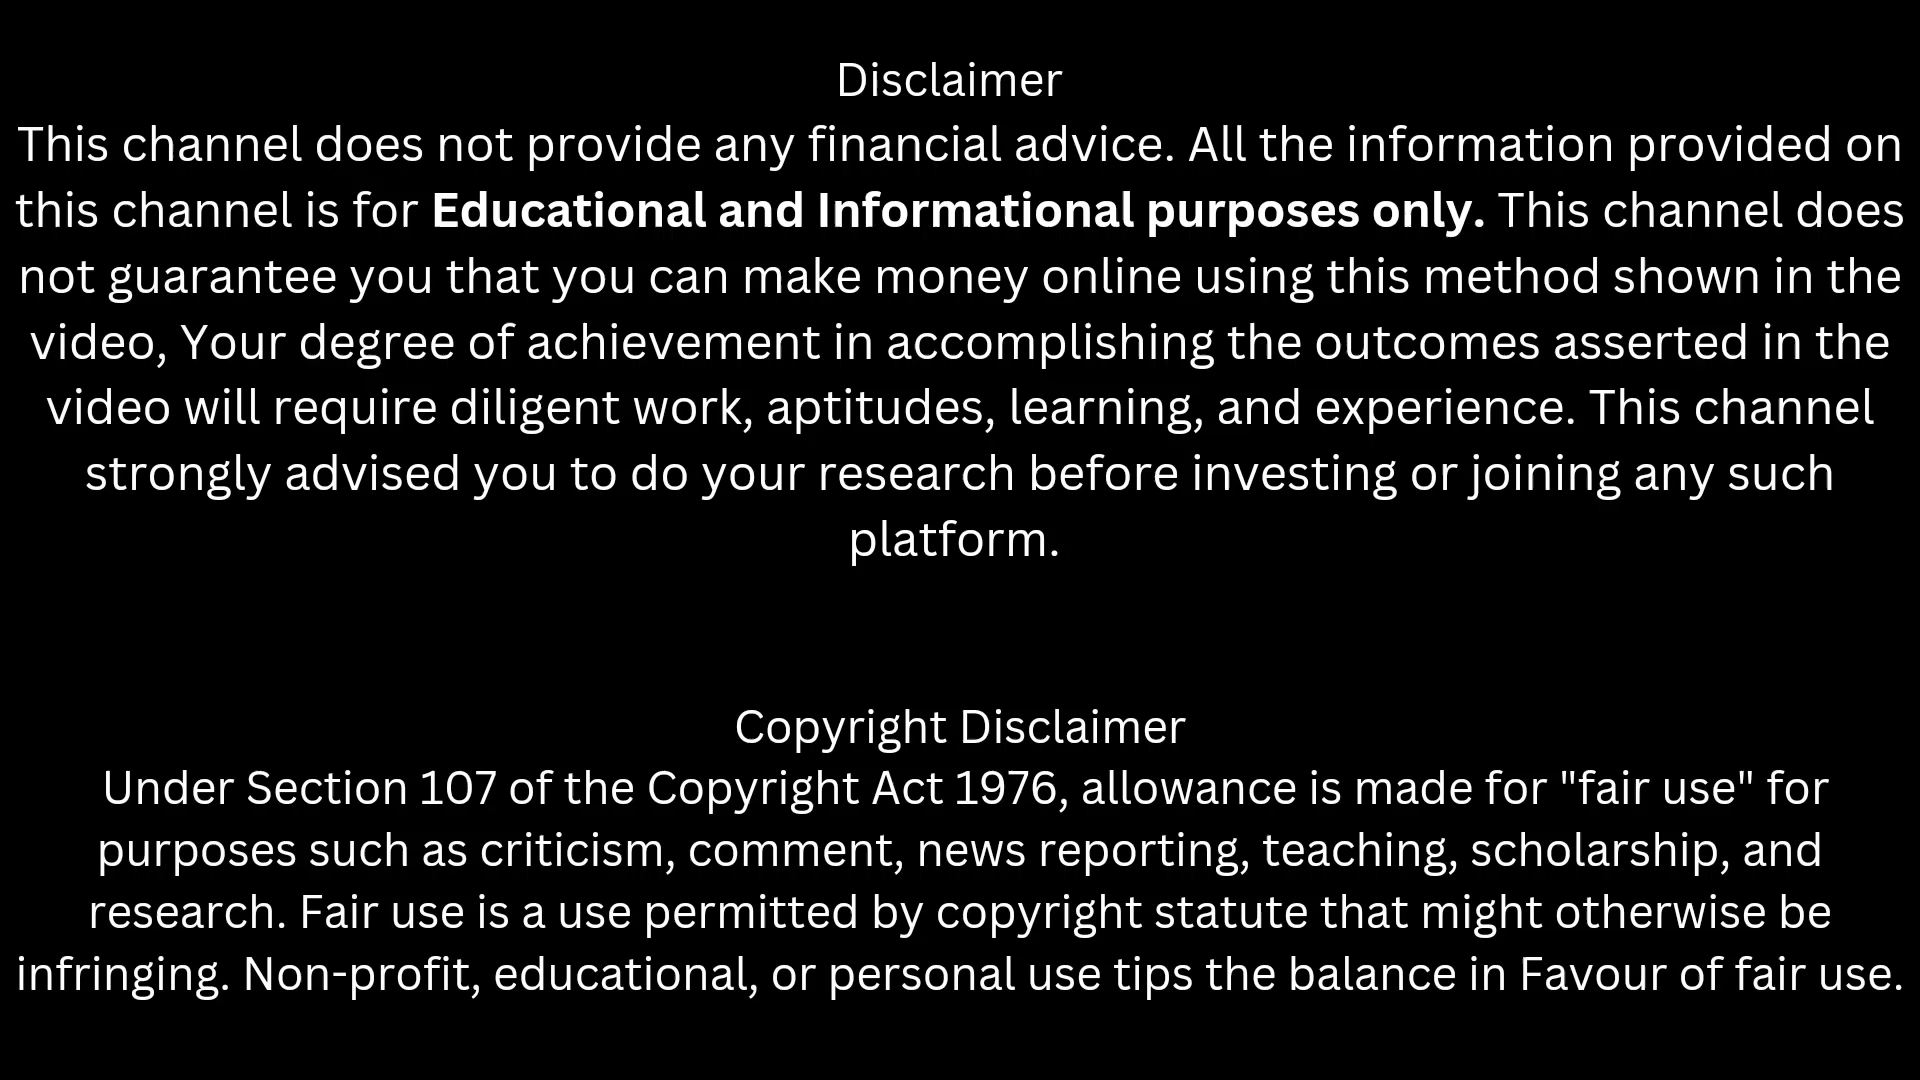 Disclaimer
This channel does not provide any financial advice. All the information provided on
this channel is for Educational and Informational purposes only. This channel does
not guarantee you that you can make money online using this method shown in the
video, Your degree of achievement in accomplishing the outcomes asserted in the
video will require diligent work, aptitudes, learning, and experience. This channel
strongly advised you to do your research before investing or joining any such
platform.
Copyright Disclaimer
Under Section 107 of the Copyright Act 1976, allowance is made for "fair use" for
purposes such as criticism, comment, news reporting, teaching, scholarship, and
research. Fair use is a use permitted by copyright statute that might otherwise be
infringing. Non-profit, educational, or personal use tips the balance in Favour of fair use.